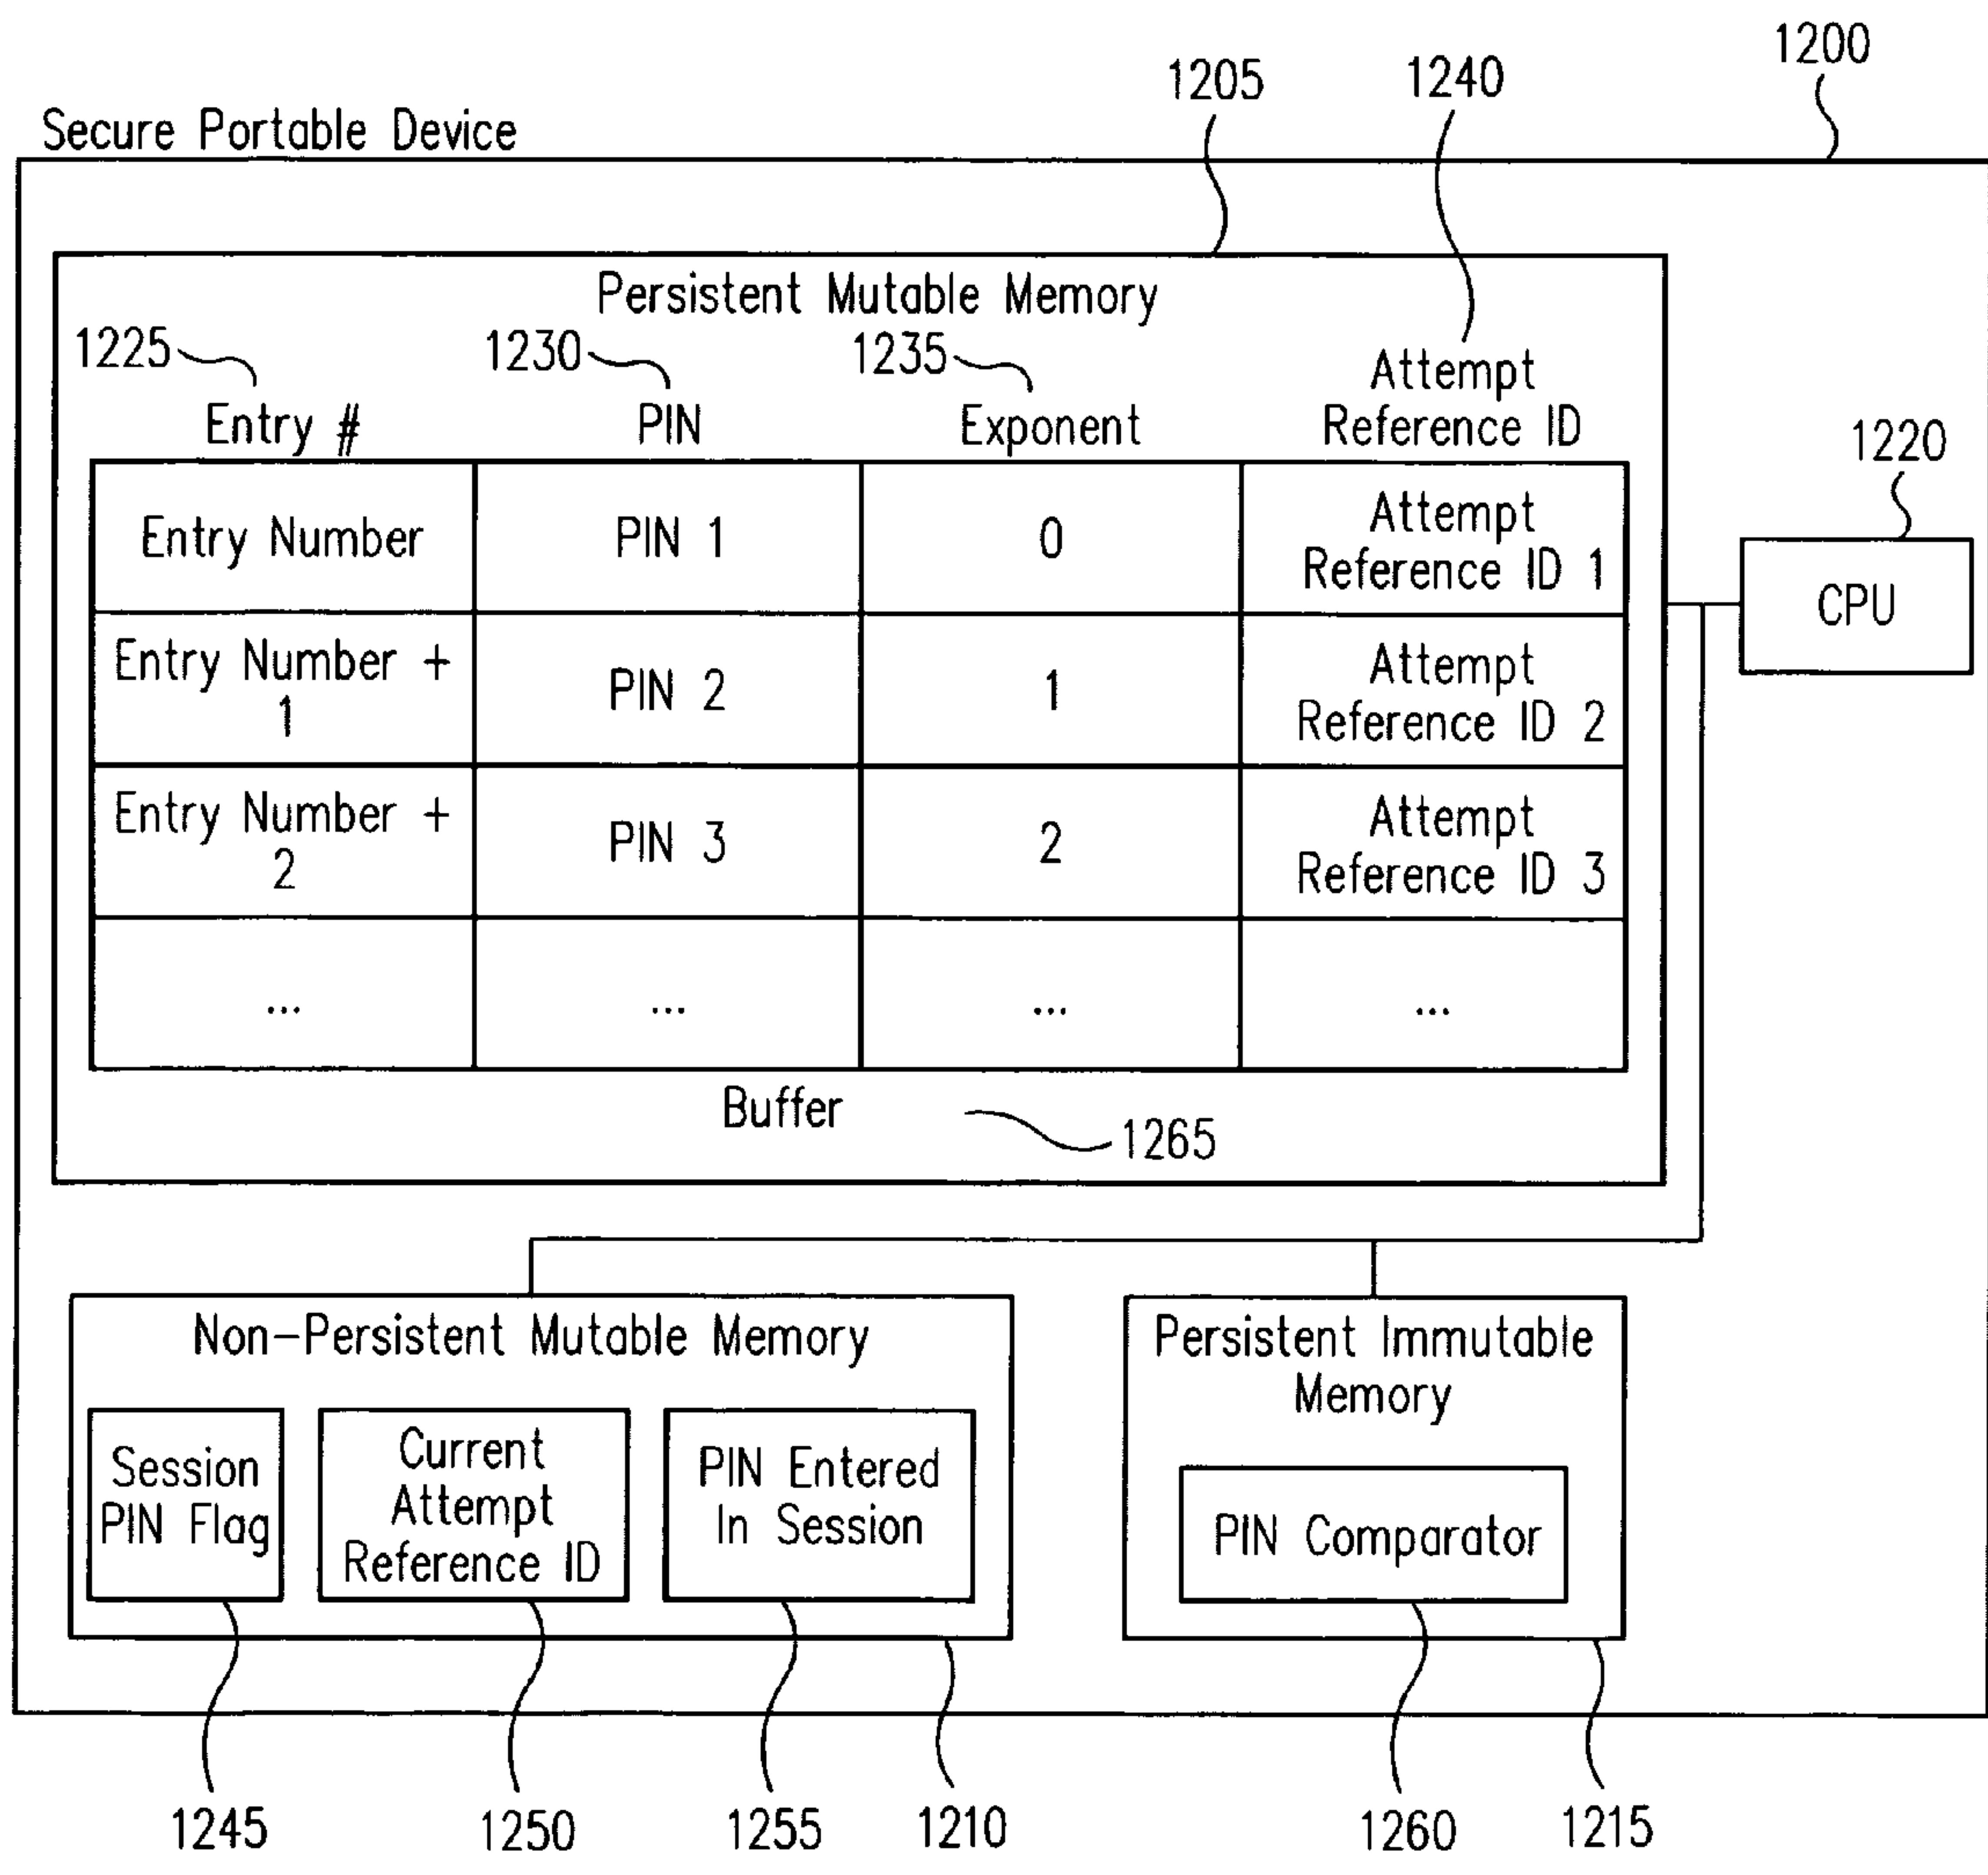 1200
1205
1240
Secure Portable Device
Persistent Mutable Memory
1225
1230
1235
Attempt
Reference ID
Entry #
PIN
Exponent
1220
CPU
Entry Number
PIN 1
0
Attempt
Reference ID 1
Entry Number +
1
PIN 2
1
Attempt
Reference ID 2
Entry Number +
2
PIN 3
2
Attempt
Reference ID 3
...
...
...
...
Buffer
1265
Non-Persistent Mutable Memory
Session
PIN Flag
Current
Attempt
Reference ID
PIN Entered
In Session
Persistent Immutable
Memory
PIN Comparator
1245
1250
1255
1210
1260
1215